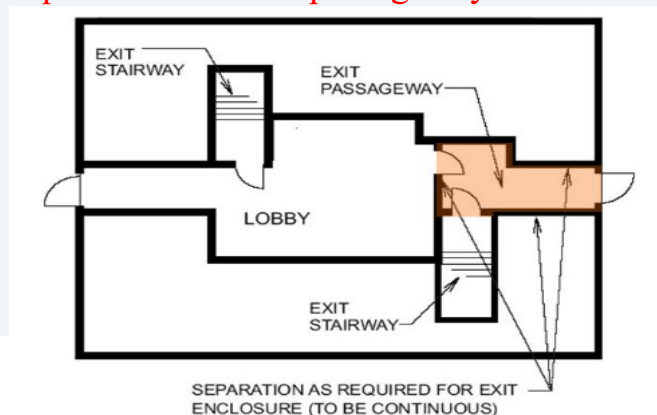 EXIT
STAIRWAY
EXIT
PASSAGEWAY
LOBBY
EXIT
STAIRWAY
SEPARATION AS REQUIRED FOR EXIT
ENCLOSURE (TO BE CONTINUOUS)